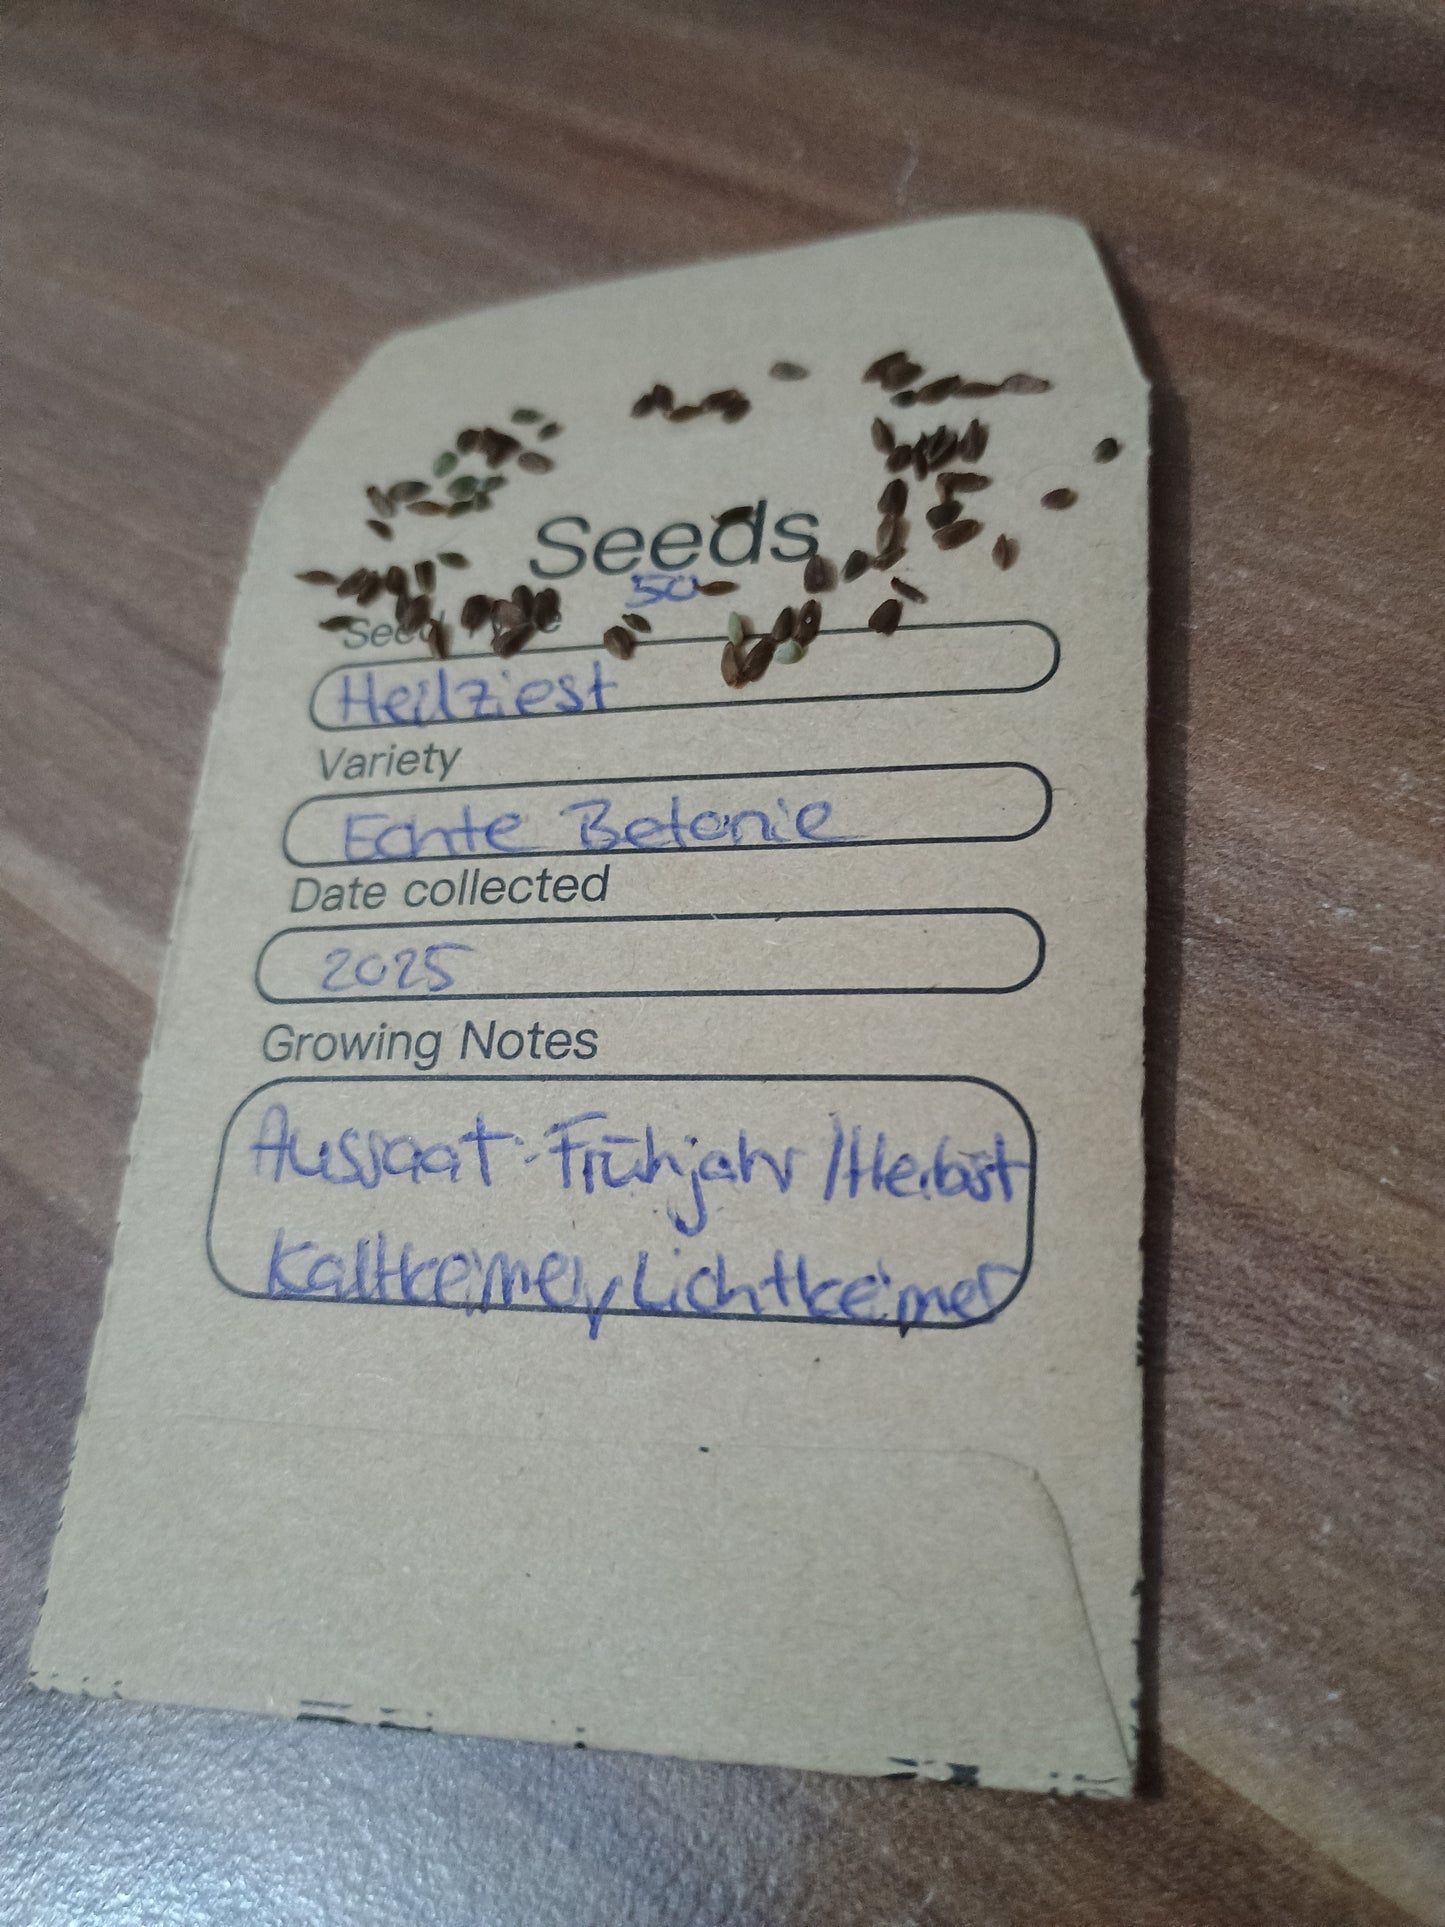 Seeds
50
Heilziest
Variety
Echte Betonie
Date collected
2025
Growing Notes
Aussaat: Frühjahr/Herbst
Kaltkeimer, Lichtkeimer